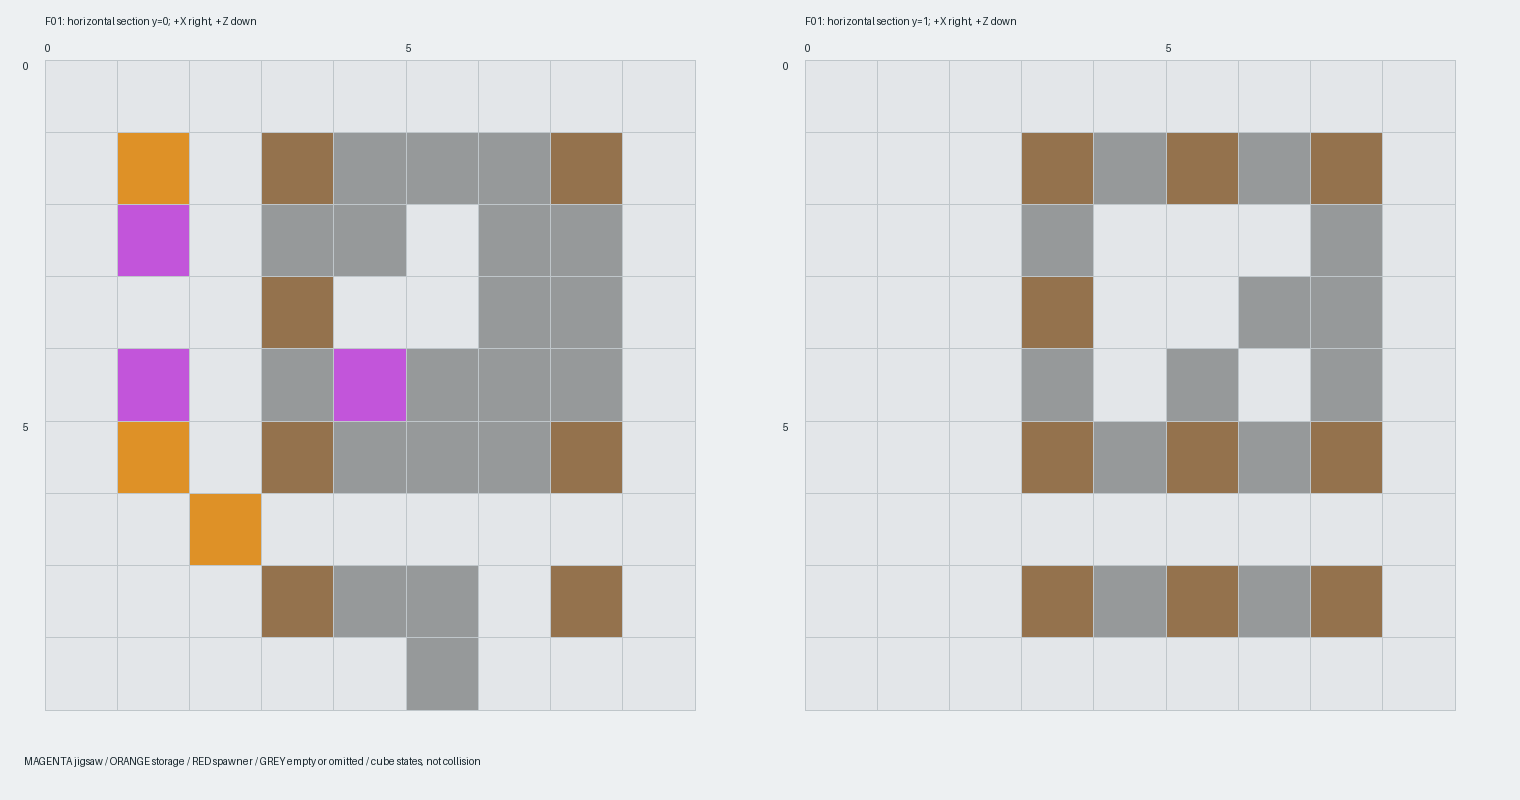 F01: horizontal section y=0; +X right, +Z down
F01: horizontal section y=1; +X right, +Z down
0 5
0 5
0
5
0
5
MAGENTA jigsaw / ORANGE storage / RED spawner / GREY empty or omitted / cube states, not collision